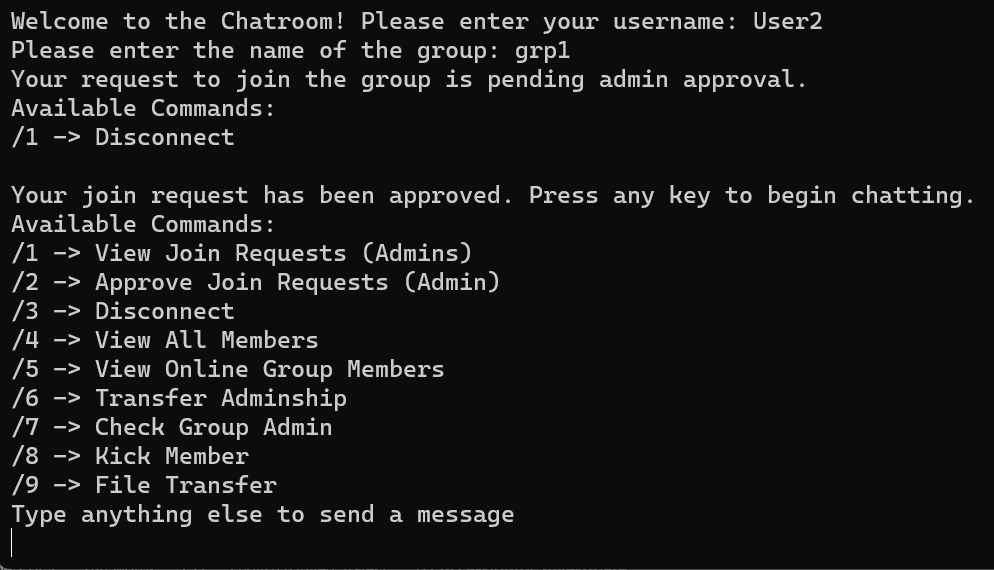 Welcome to the Chatroom! Please enter your username: User2
Please enter the name of the group: grp1
Your request to join the group is pending admin approval.
Available Commands:
/1 -> Disconnect

Your join request has been approved. Press any key to begin chatting.
Available Commands:
/1 -> View Join Requests (Admins)
/2 -> Approve Join Requests (Admin)
/3 -> Disconnect
/4 -> View All Members
/5 -> View Online Group Members
/6 -> Transfer Adminship
/7 -> Check Group Admin
/8 -> Kick Member
/9 -> File Transfer
Type anything else to send a message